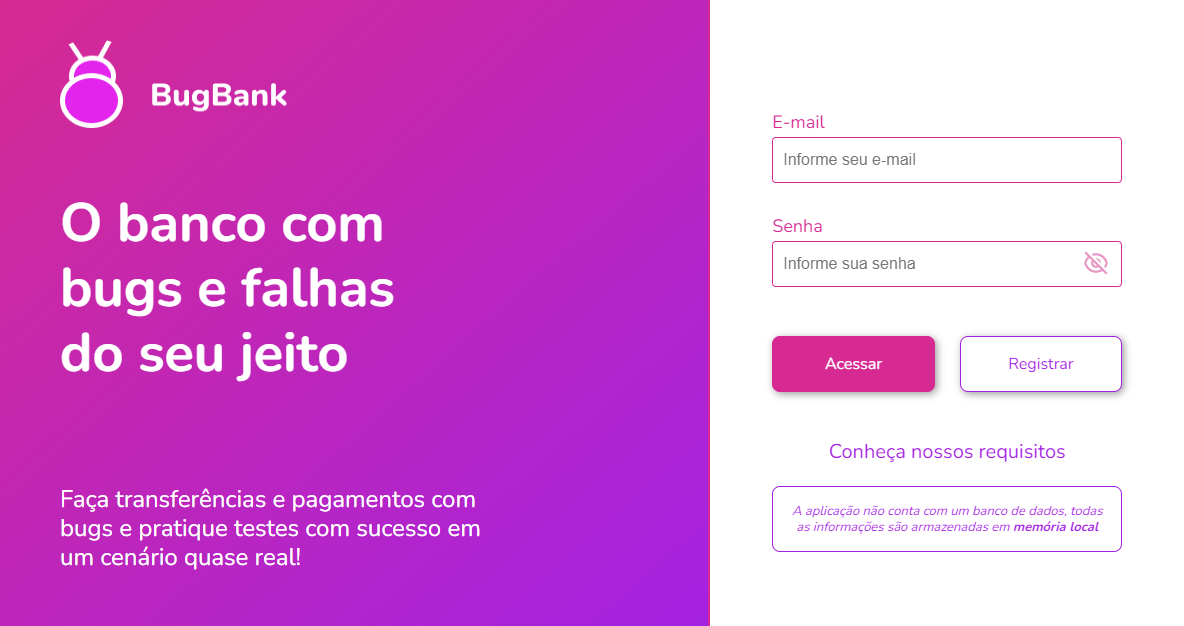 BugBank
O banco com
bugs e falhas
do seu jeito
Faça transferências e pagamentos com
bugs e pratique testes com sucesso em
um cenário quase real!
E-mail
Informe seu e-mail
Senha
Informe sua senha
Acessar
Registrar
Conheça nossos requisitos
A aplicação não conta com um banco de dados, todas
as informações são armazenadas em memória local